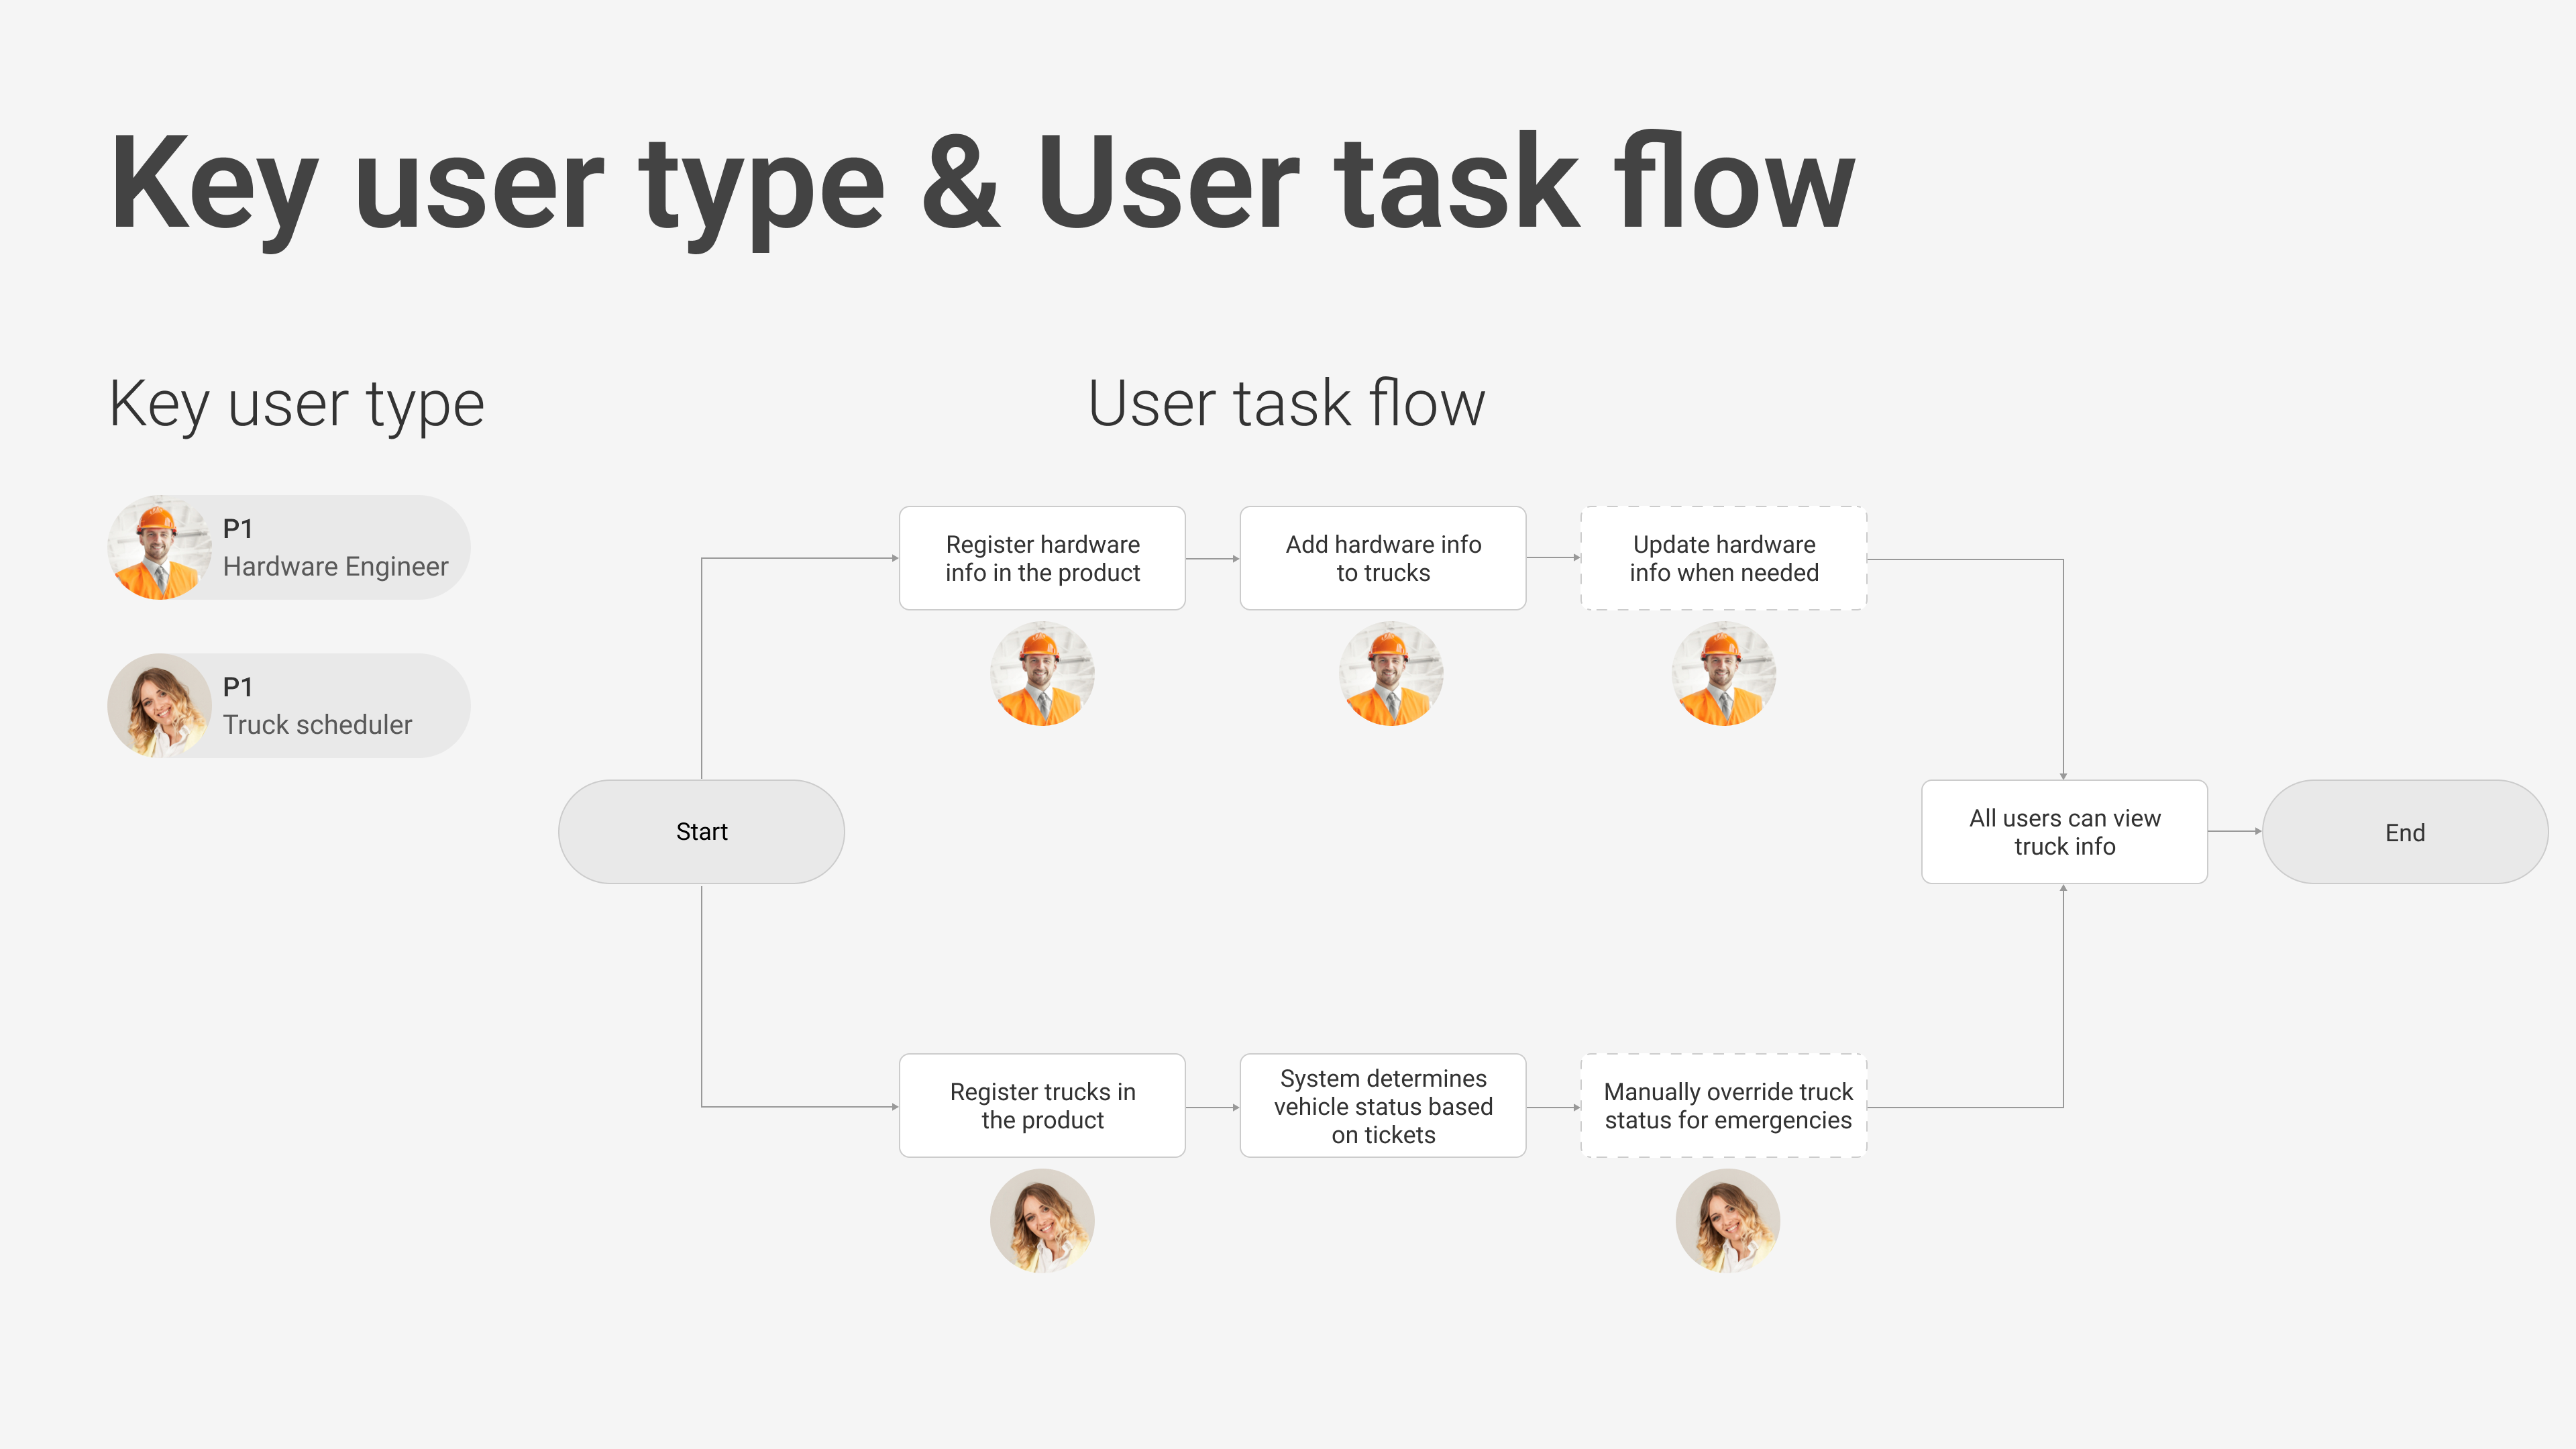 Key user type & User task flow
Key user type
P1
Hardware Engineer
P1
Truck scheduler
User task flow
Start
Register hardware
info in the product
Add hardware info
to trucks
Update hardware
info when needed
Register trucks in
the product
System determines
vehicle status based
on tickets
Manually override truck
status for emergencies
All users can view
truck info
End